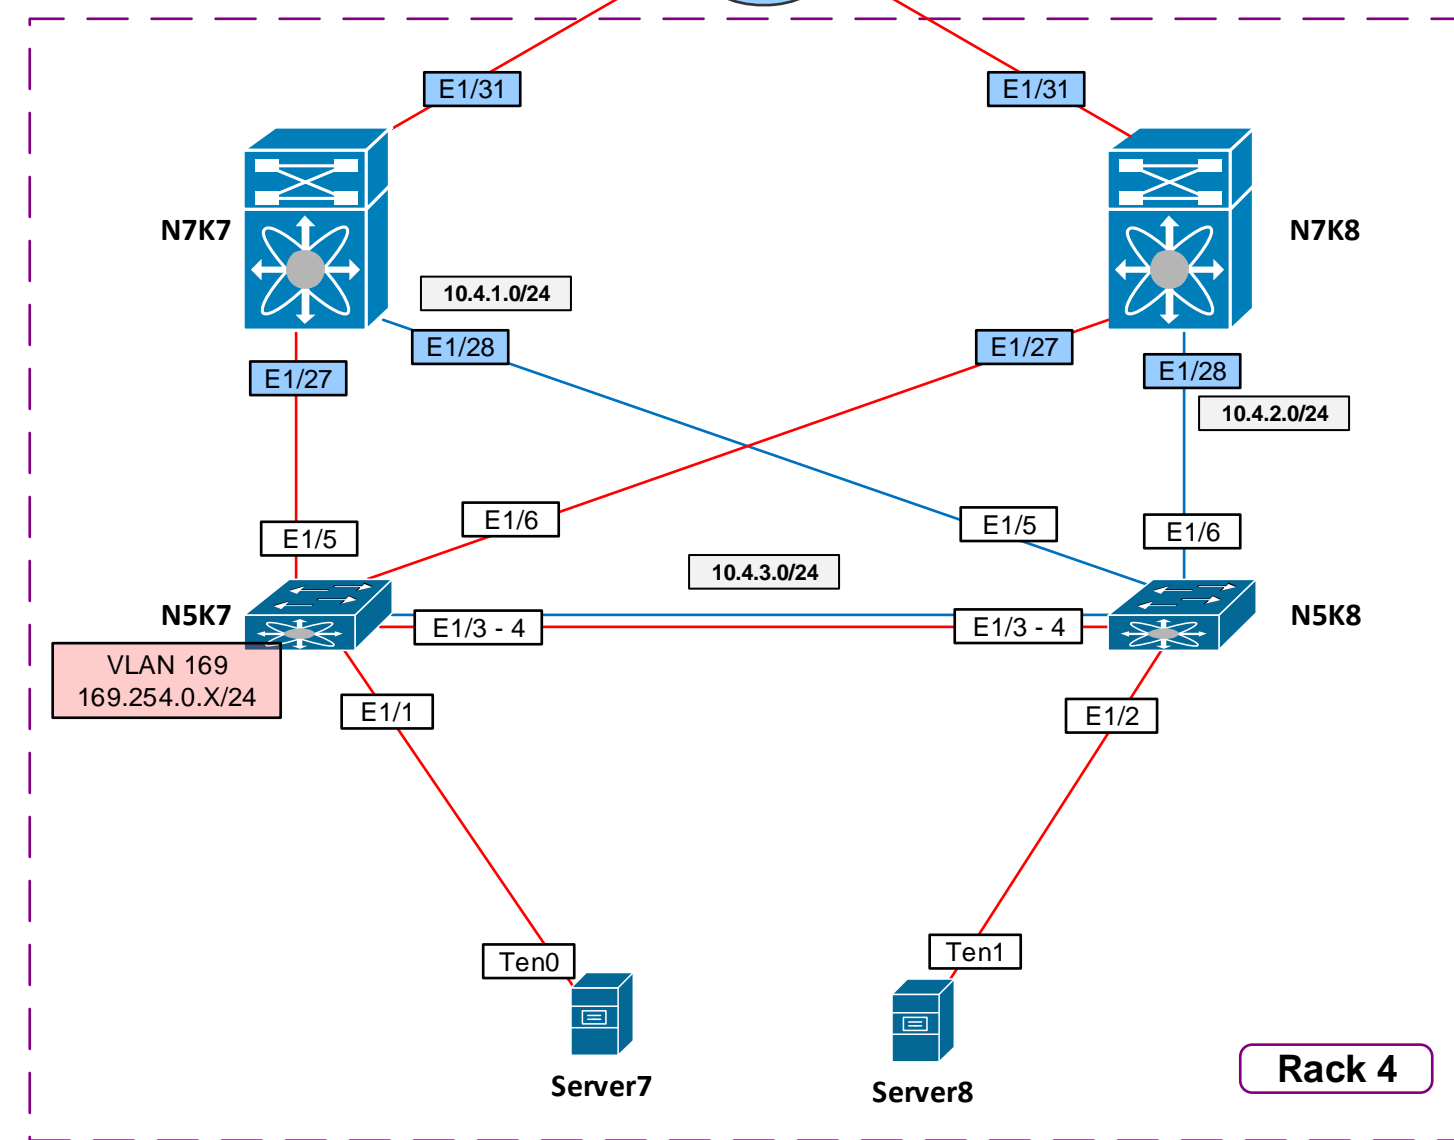 E1/31
E1/31
N7K7
N7K8
10.4.1.0/24
E1/28
E1/27
E1/27
E1/28
10.4.2.0/24
E1/6
E1/5
E1/5
E1/6
10.4.3.0/24
N5K7
N5K8
E1/3 - 4
E1/3 - 4
VLAN 169
169.254.0.X/24
E1/1
E1/2
Ten0
Ten1
Server7
Server8
Rack 4